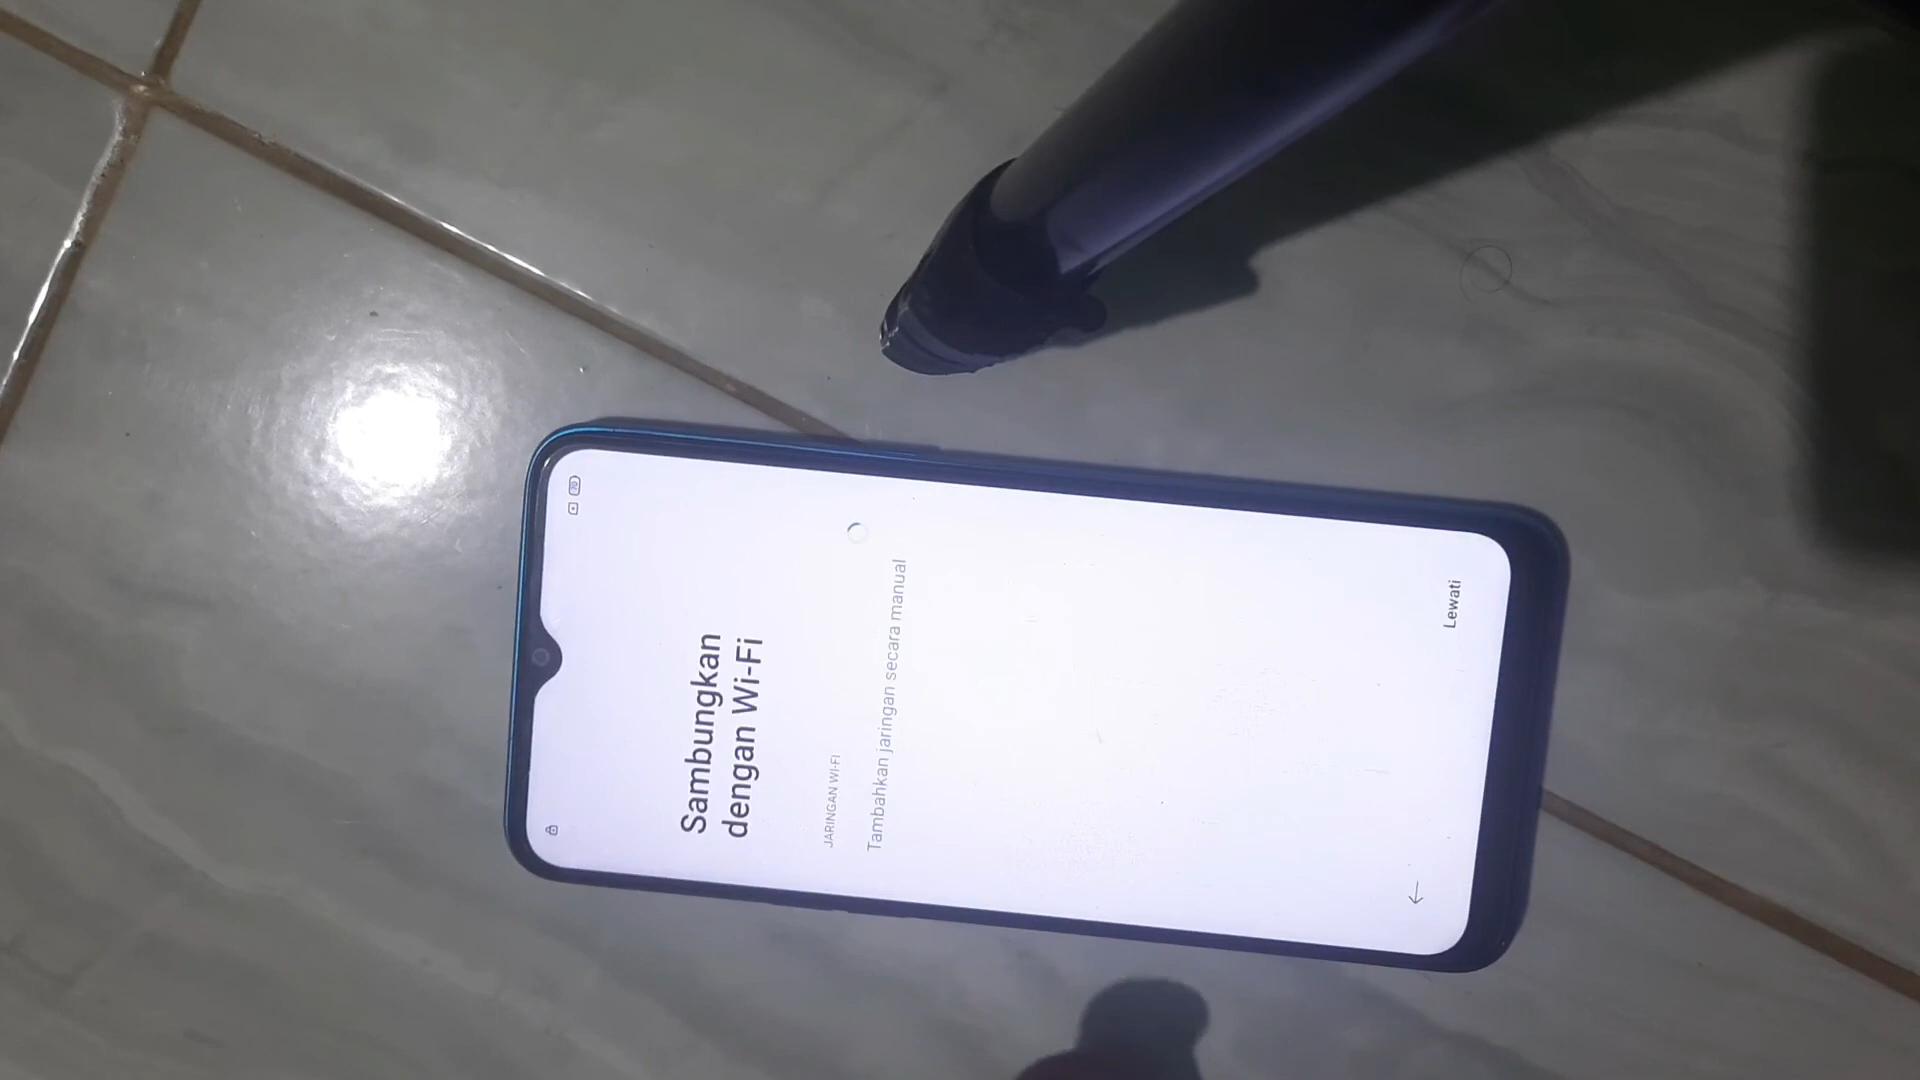 Sambungkan
dengan Wi-Fi
JARINGAN WI-FI
Tambahkan jaringan secara manual
Lewati